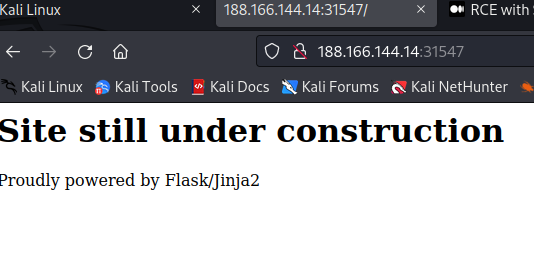 Kali Linux
188.166.144.14:31547/
RCE with
188.166.144.14:31547
Kali Linux
Kali Tools
Kali Docs
Kali Forums
Kali NetHunter
Site still under construction
Proudly powered by Flask/Jinja2